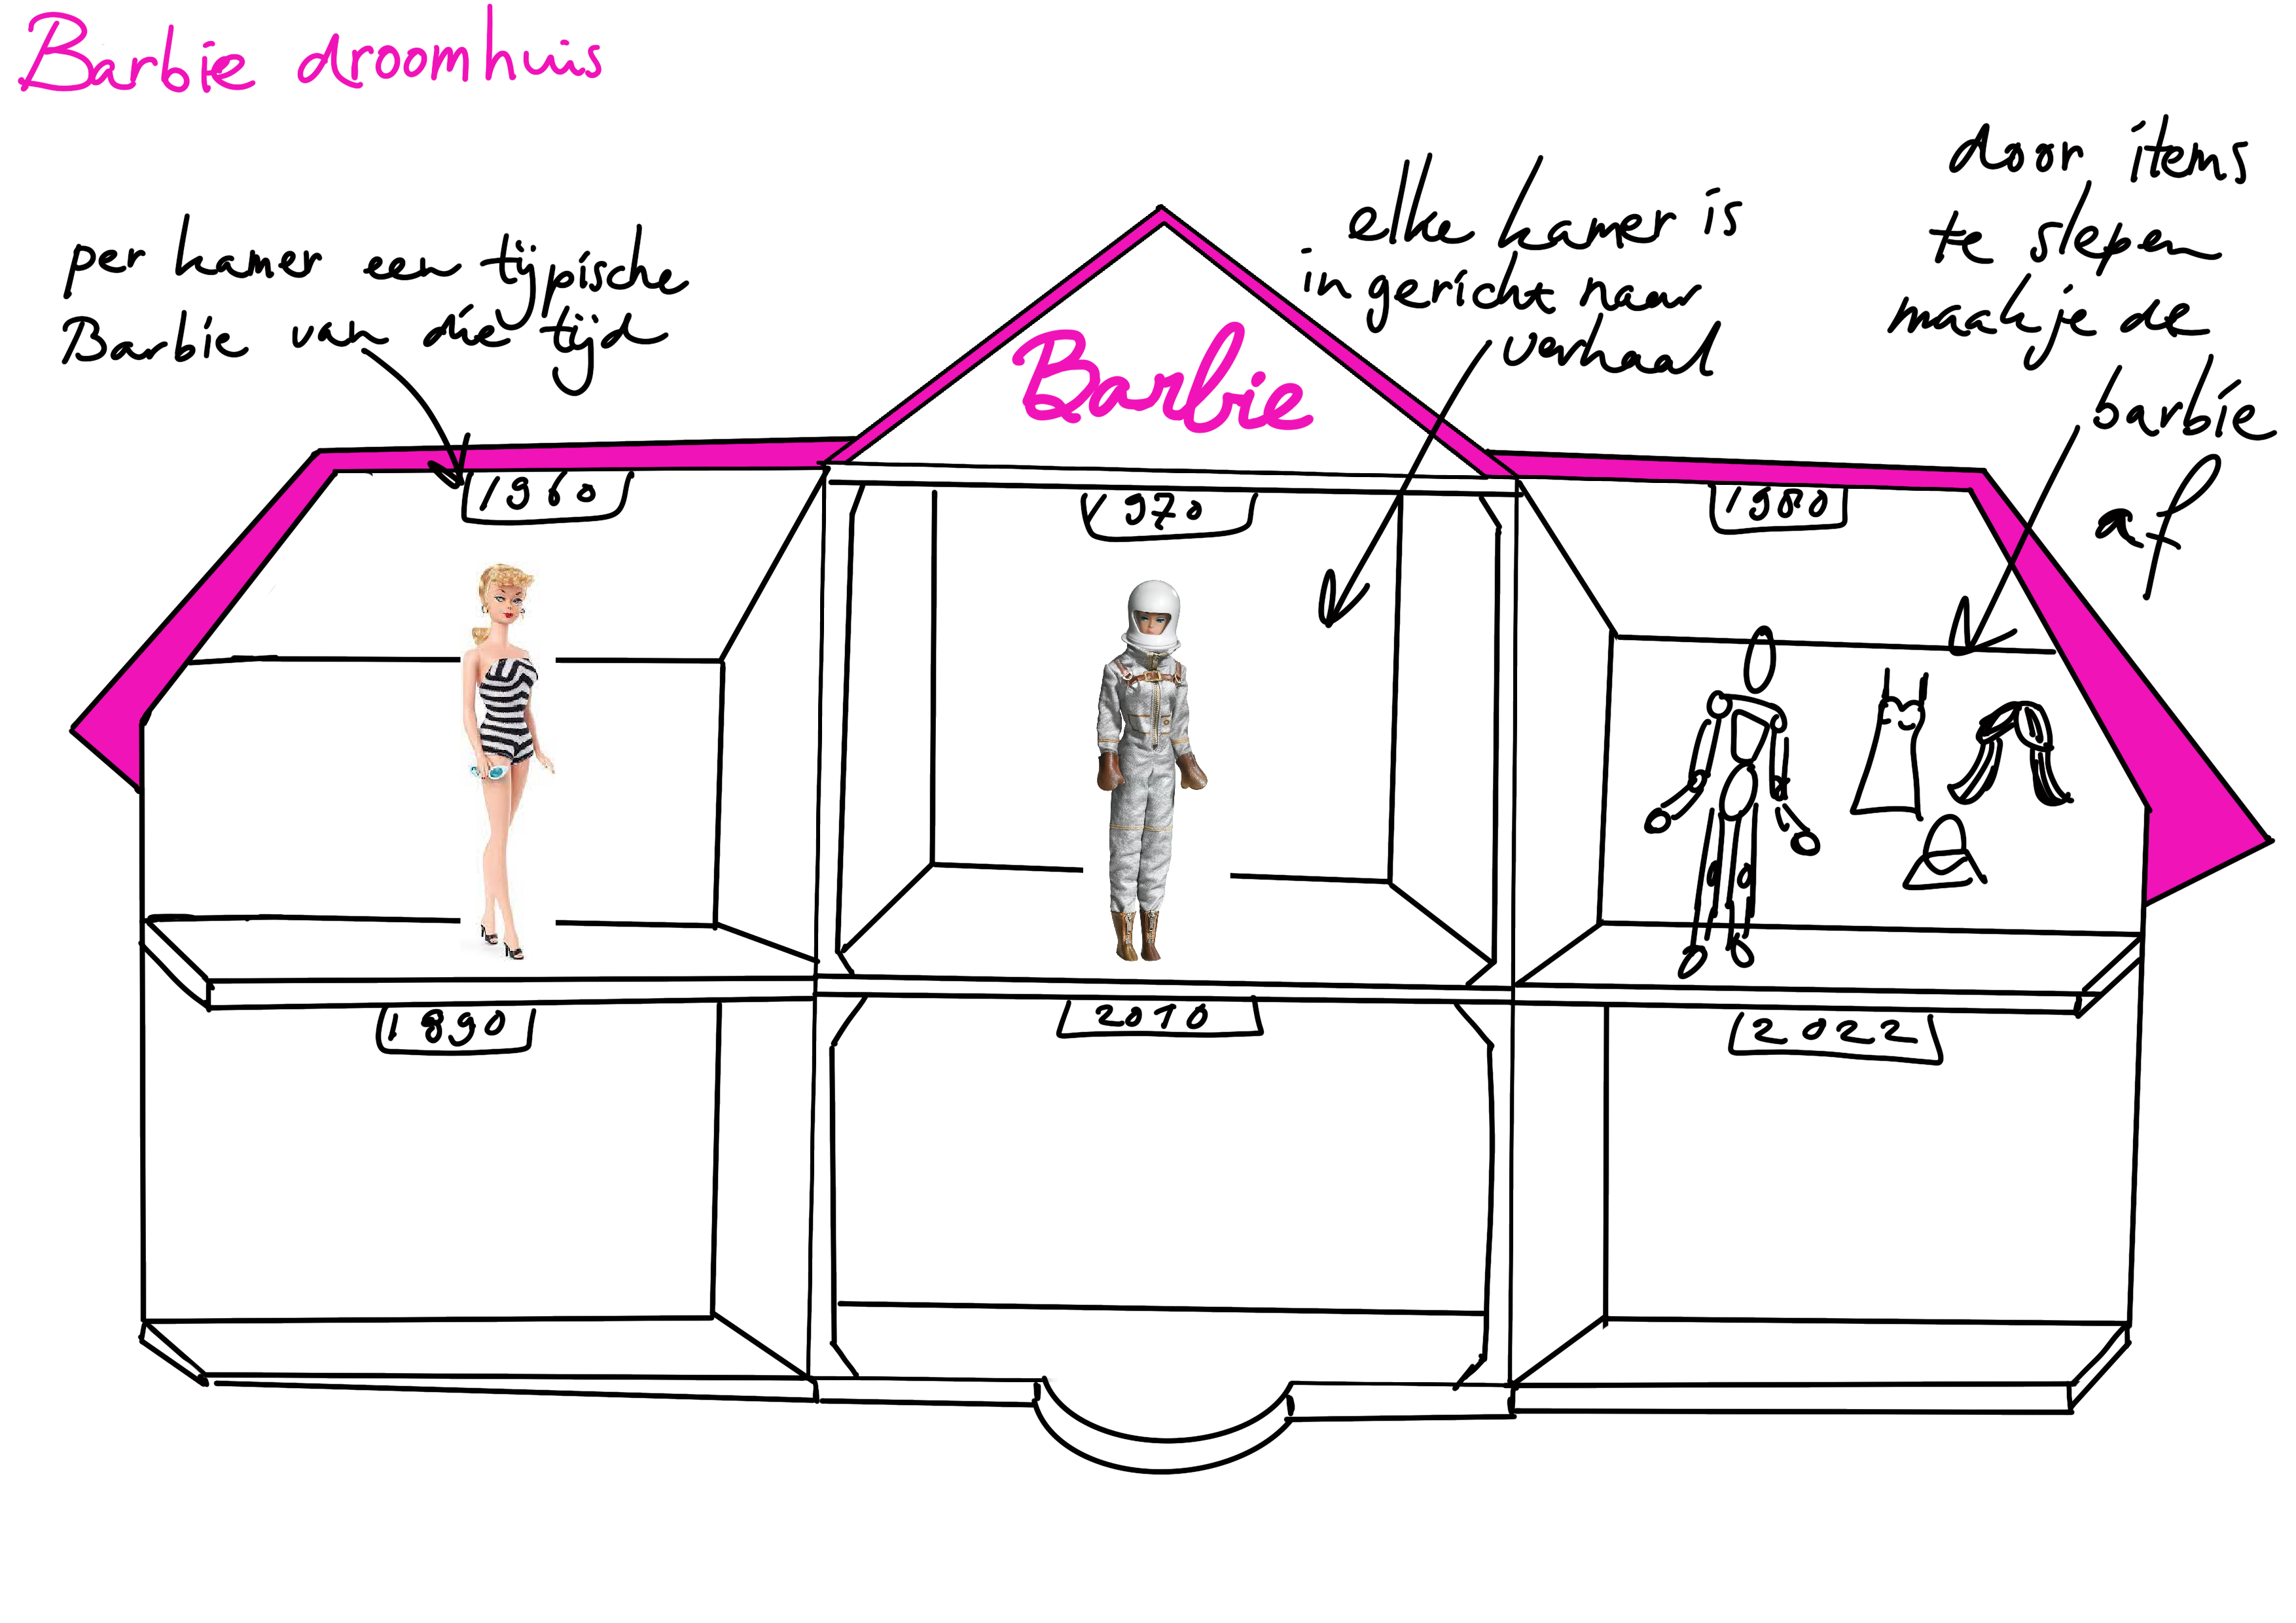 Barbie droomhuis
per kamer een typische
Barbie van die tijd
elke kamer is
ingericht naar
verhaal
door items
te slepen
maak je de
barbie
af
Barbie
1960
1970
1980
1890
2010
2022